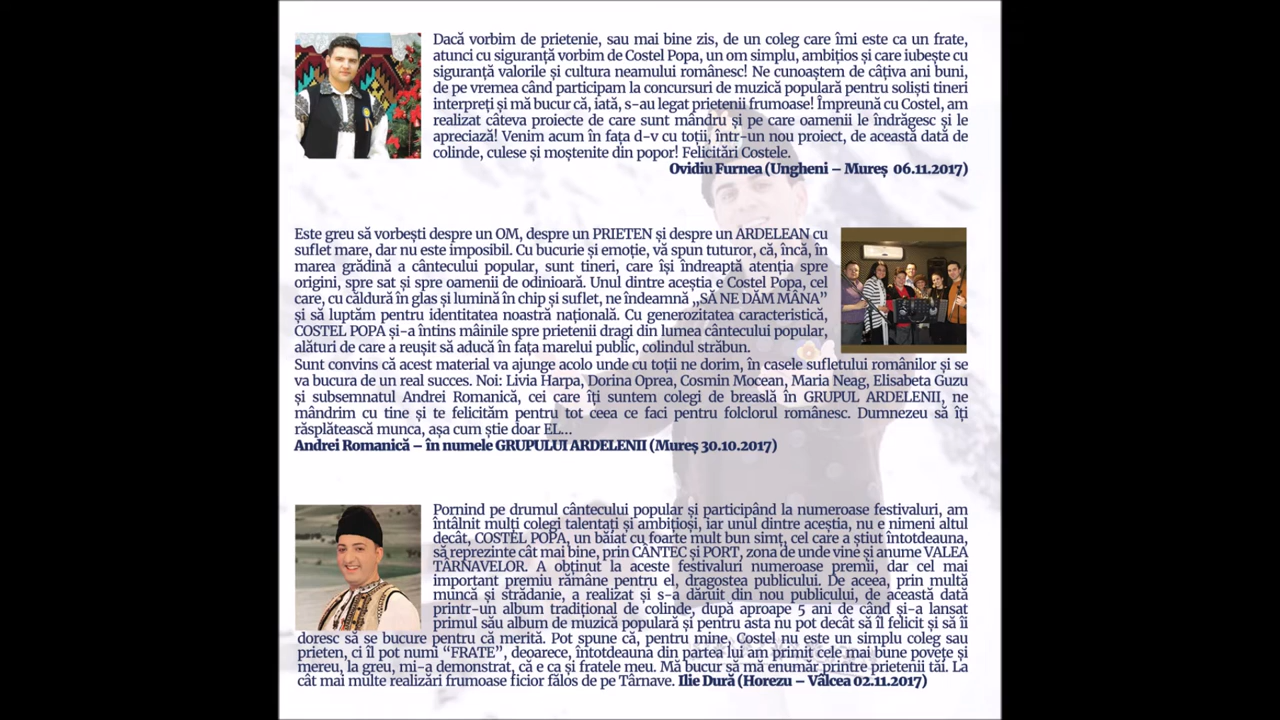 Dacă vorbim de prietenie, sau mai bine zis, de un coleg care îmi este ca un frate,
atunci cu siguranță vorbim de Costel Popa, un om simplu, ambițios și care iubește cu
siguranță valorile și cultura neamului românesc! Ne cunoaștem de câțiva ani buni,
de pe vremea când participam la concursuri de muzică populară pentru soliști tineri
interpreți și mă bucur că, iată, s-au legat prietenii frumoase! Împreună cu Costel, am
realizat câteva proiecte de care sunt mândru și pe care oamenii le îndrăgesc și le
apreciază! Venim acum în fața d-v cu toții, într-un nou proiect, de această dată de
colinde, culese și moștenite din popor! Felicitări Costele.
Ovidiu Furnea (Ungheni – Mureș 06.11.2017)
Este greu să vorbești despre un OM, despre un PRIETEN și despre un ARDELEAN cu
suflet mare, dar nu este imposibil. Cu bucurie și emoție, vă spun tuturor, că, încă, în
marea grădină a cântecului popular, sunt tineri, care își îndreaptă atenția spre
origini, spre sat și spre oamenii de odinioară. Unul dintre aceștia e Costel Popa, cel
care, cu căldură în glas și lumină în chip și suflet, ne îndeamnă „SĂ NE DĂM MÂNA”
și să luptăm pentru identitatea noastră națională. Cu generozitatea caracteristică,
COSTEL POPA și-a întins mâinile spre prietenii dragi din lumea cântecului popular,
alături de care a reușit să aducă în fața marelui public, colindul străbun.
Sunt convins că acest material va ajunge acolo unde cu toții ne dorim, în casele sufletului românilor și se
va bucura de un real succes. Noi: Livia Harpa, Dorina Oprea, Cosmin Mocean, Maria Neag, Elisabeta Guzu
și subsemnatul Andrei Romanică, cei care îți suntem colegi de breaslă în GRUPUL ARDELENII, ne
mândrim cu tine și te felicităm pentru tot ceea ce faci pentru folclorul românesc. Dumnezeu să îți
răsplătească munca, așa cum știe doar EL...
Andrei Romanică – în numele GRUPULUI ARDELENII (Mureș 30.10.2017)
Pornind pe drumul cântecului popular și participând la numeroase festivaluri, am
întâlnit mulți colegi talentați și ambițioși, iar unul dintre aceștia, nu e nimeni altul
decât, COSTEL POPA, un băiat cu foarte mult bun simț, cel care a știut întotdeauna,
să reprezinte cât mai bine, prin CÂNTEC și PORT, zona de unde vine și anume VALEA
TÂRNAVELOR. A obținut la aceste festivaluri numeroase premii, dar cel mai
important premiu rămâne pentru el, dragostea publicului. De aceea, prin multă
muncă și strădanie, a realizat și s-a dăruit din nou publicului, de această dată
printr-un album tradițional de colinde, după aproape 5 ani de când și-a lansat
primul său album de muzică populară și pentru asta nu pot decât să îl felicit și să îi
doresc să se bucure pentru că merită. Pot spune că, pentru mine, Costel nu este un simplu coleg sau
prieten, ci îl pot numi “FRATE”, deoarece, întotdeauna din partea lui am primit cele mai bune povețe și
mereu, la greu, mi-a demonstrat, că e ca și fratele meu. Mă bucur să mă enumăr printre prietenii tăi. La
cât mai multe realizări frumoase ficior fălos de pe Târnave. Ilie Dură (Horezu – Vâlcea 02.11.2017)